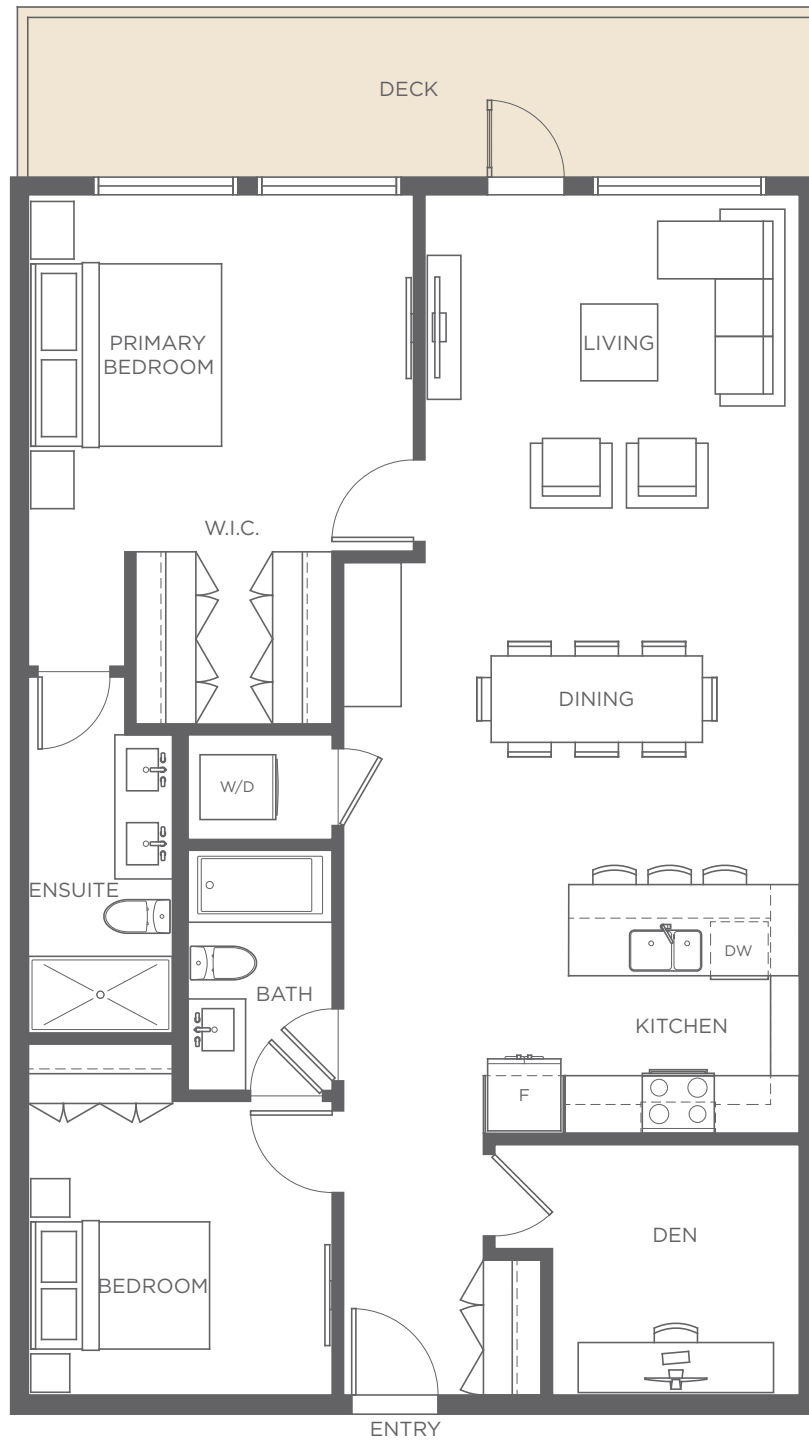 DECK
PRIMARY
BEDROOM
LIVING
W.I.C.
DINING
W/D
ENSUITE
DW
BATH
KITCHEN
F
DEN
BEDROOM
ENTRY